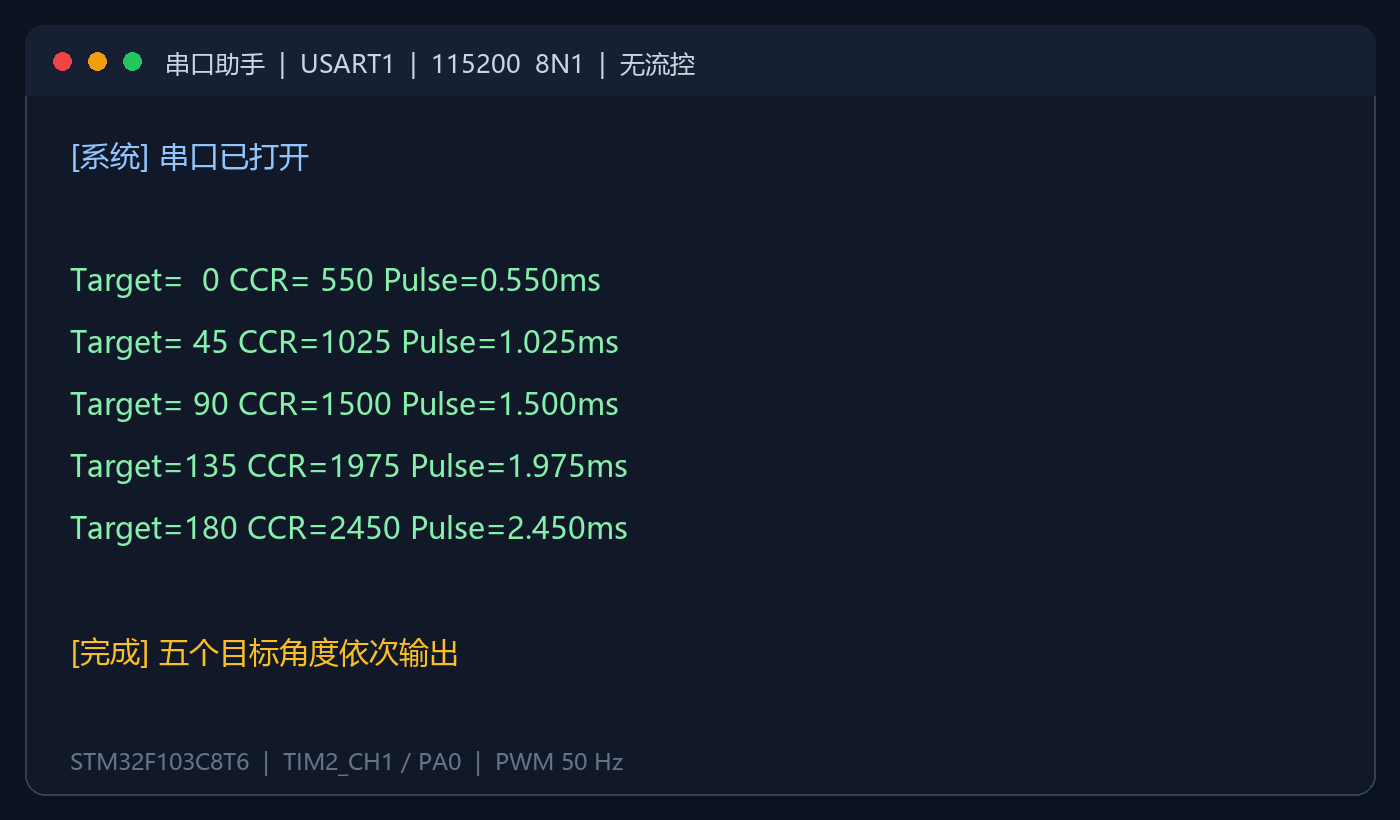 串口助手 | USART1 | 115200  8N1 | 无流控
[系统] 串口已打开
Target=  0 CCR= 550 Pulse=0.550ms
Target= 45 CCR=1025 Pulse=1.025ms
Target= 90 CCR=1500 Pulse=1.500ms
Target=135 CCR=1975 Pulse=1.975ms
Target=180 CCR=2450 Pulse=2.450ms
[完成] 五个目标角度依次输出
STM32F103C8T6 | TIM2_CH1 / PA0 | PWM 50 Hz